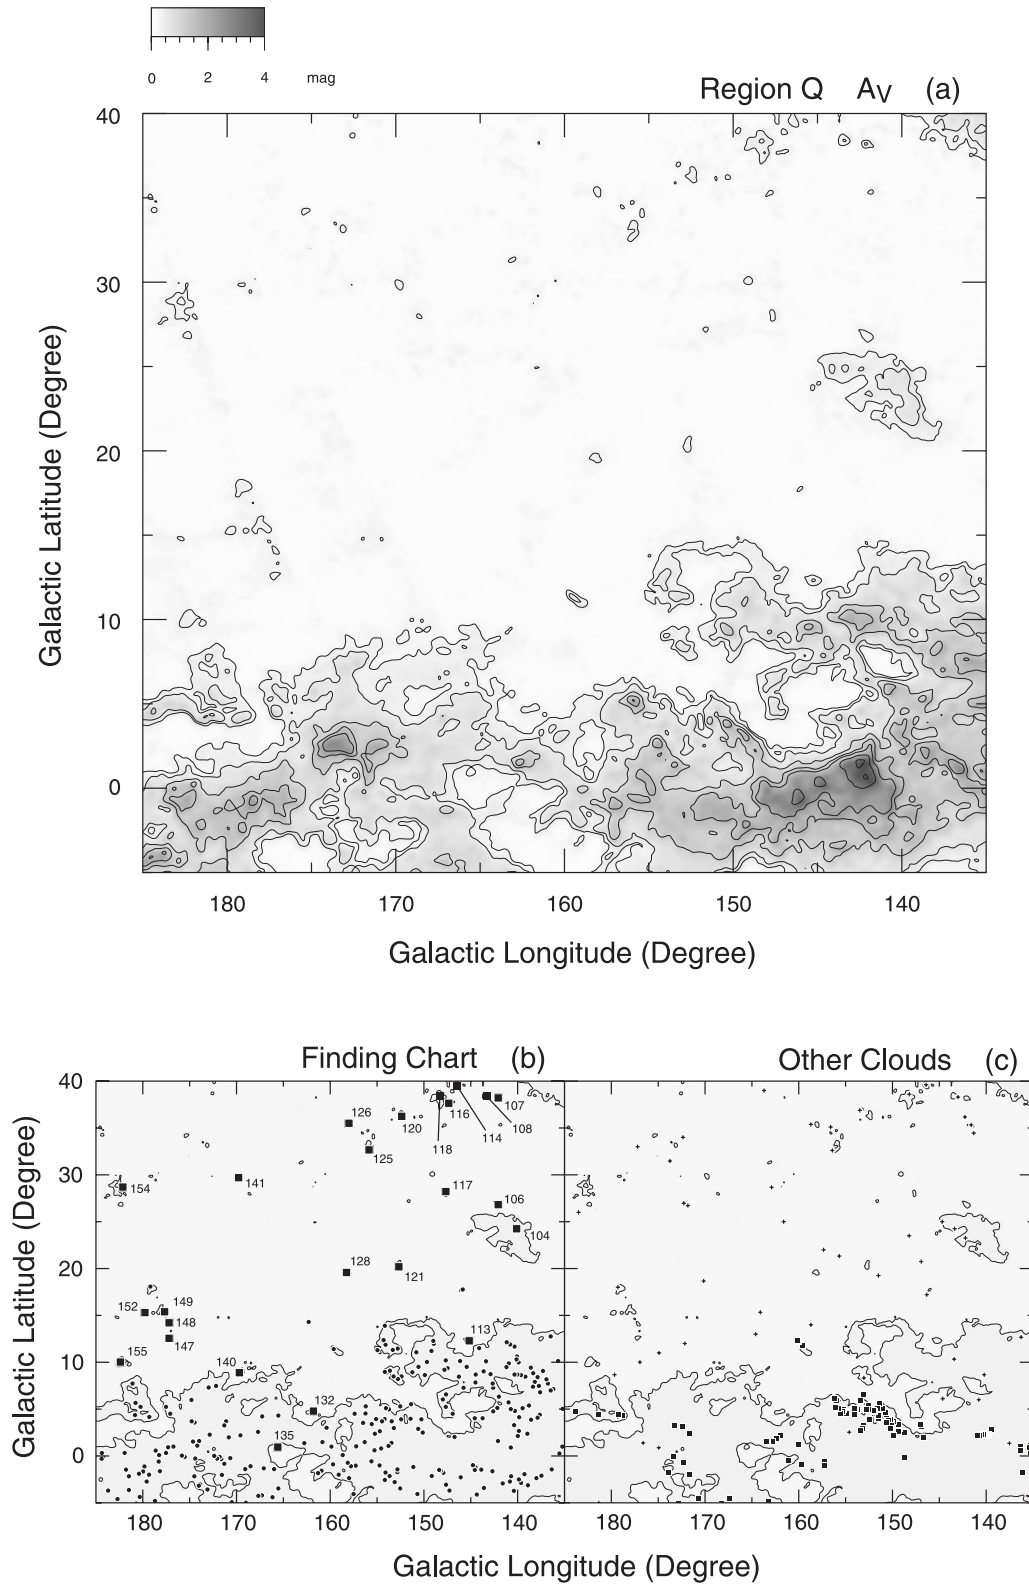 0 2 4 mag
Region Q AV (a)
40
30
20
10
0
Galactic Latitude (Degree)
180 170 160 150 140
Galactic Longitude (Degree)
Finding Chart (b)
Other Clouds (c)
40
30
20
10
0
Galactic Latitude (Degree)
126
120
116
107
118
114
108
125
154
141
117
106
104
128
121
152
149
148
147
113
155
140
132
135
180 170 160 150 140
180 170 160 150 140
Galactic Longitude (Degree)
Galactic Longitude (Degree)